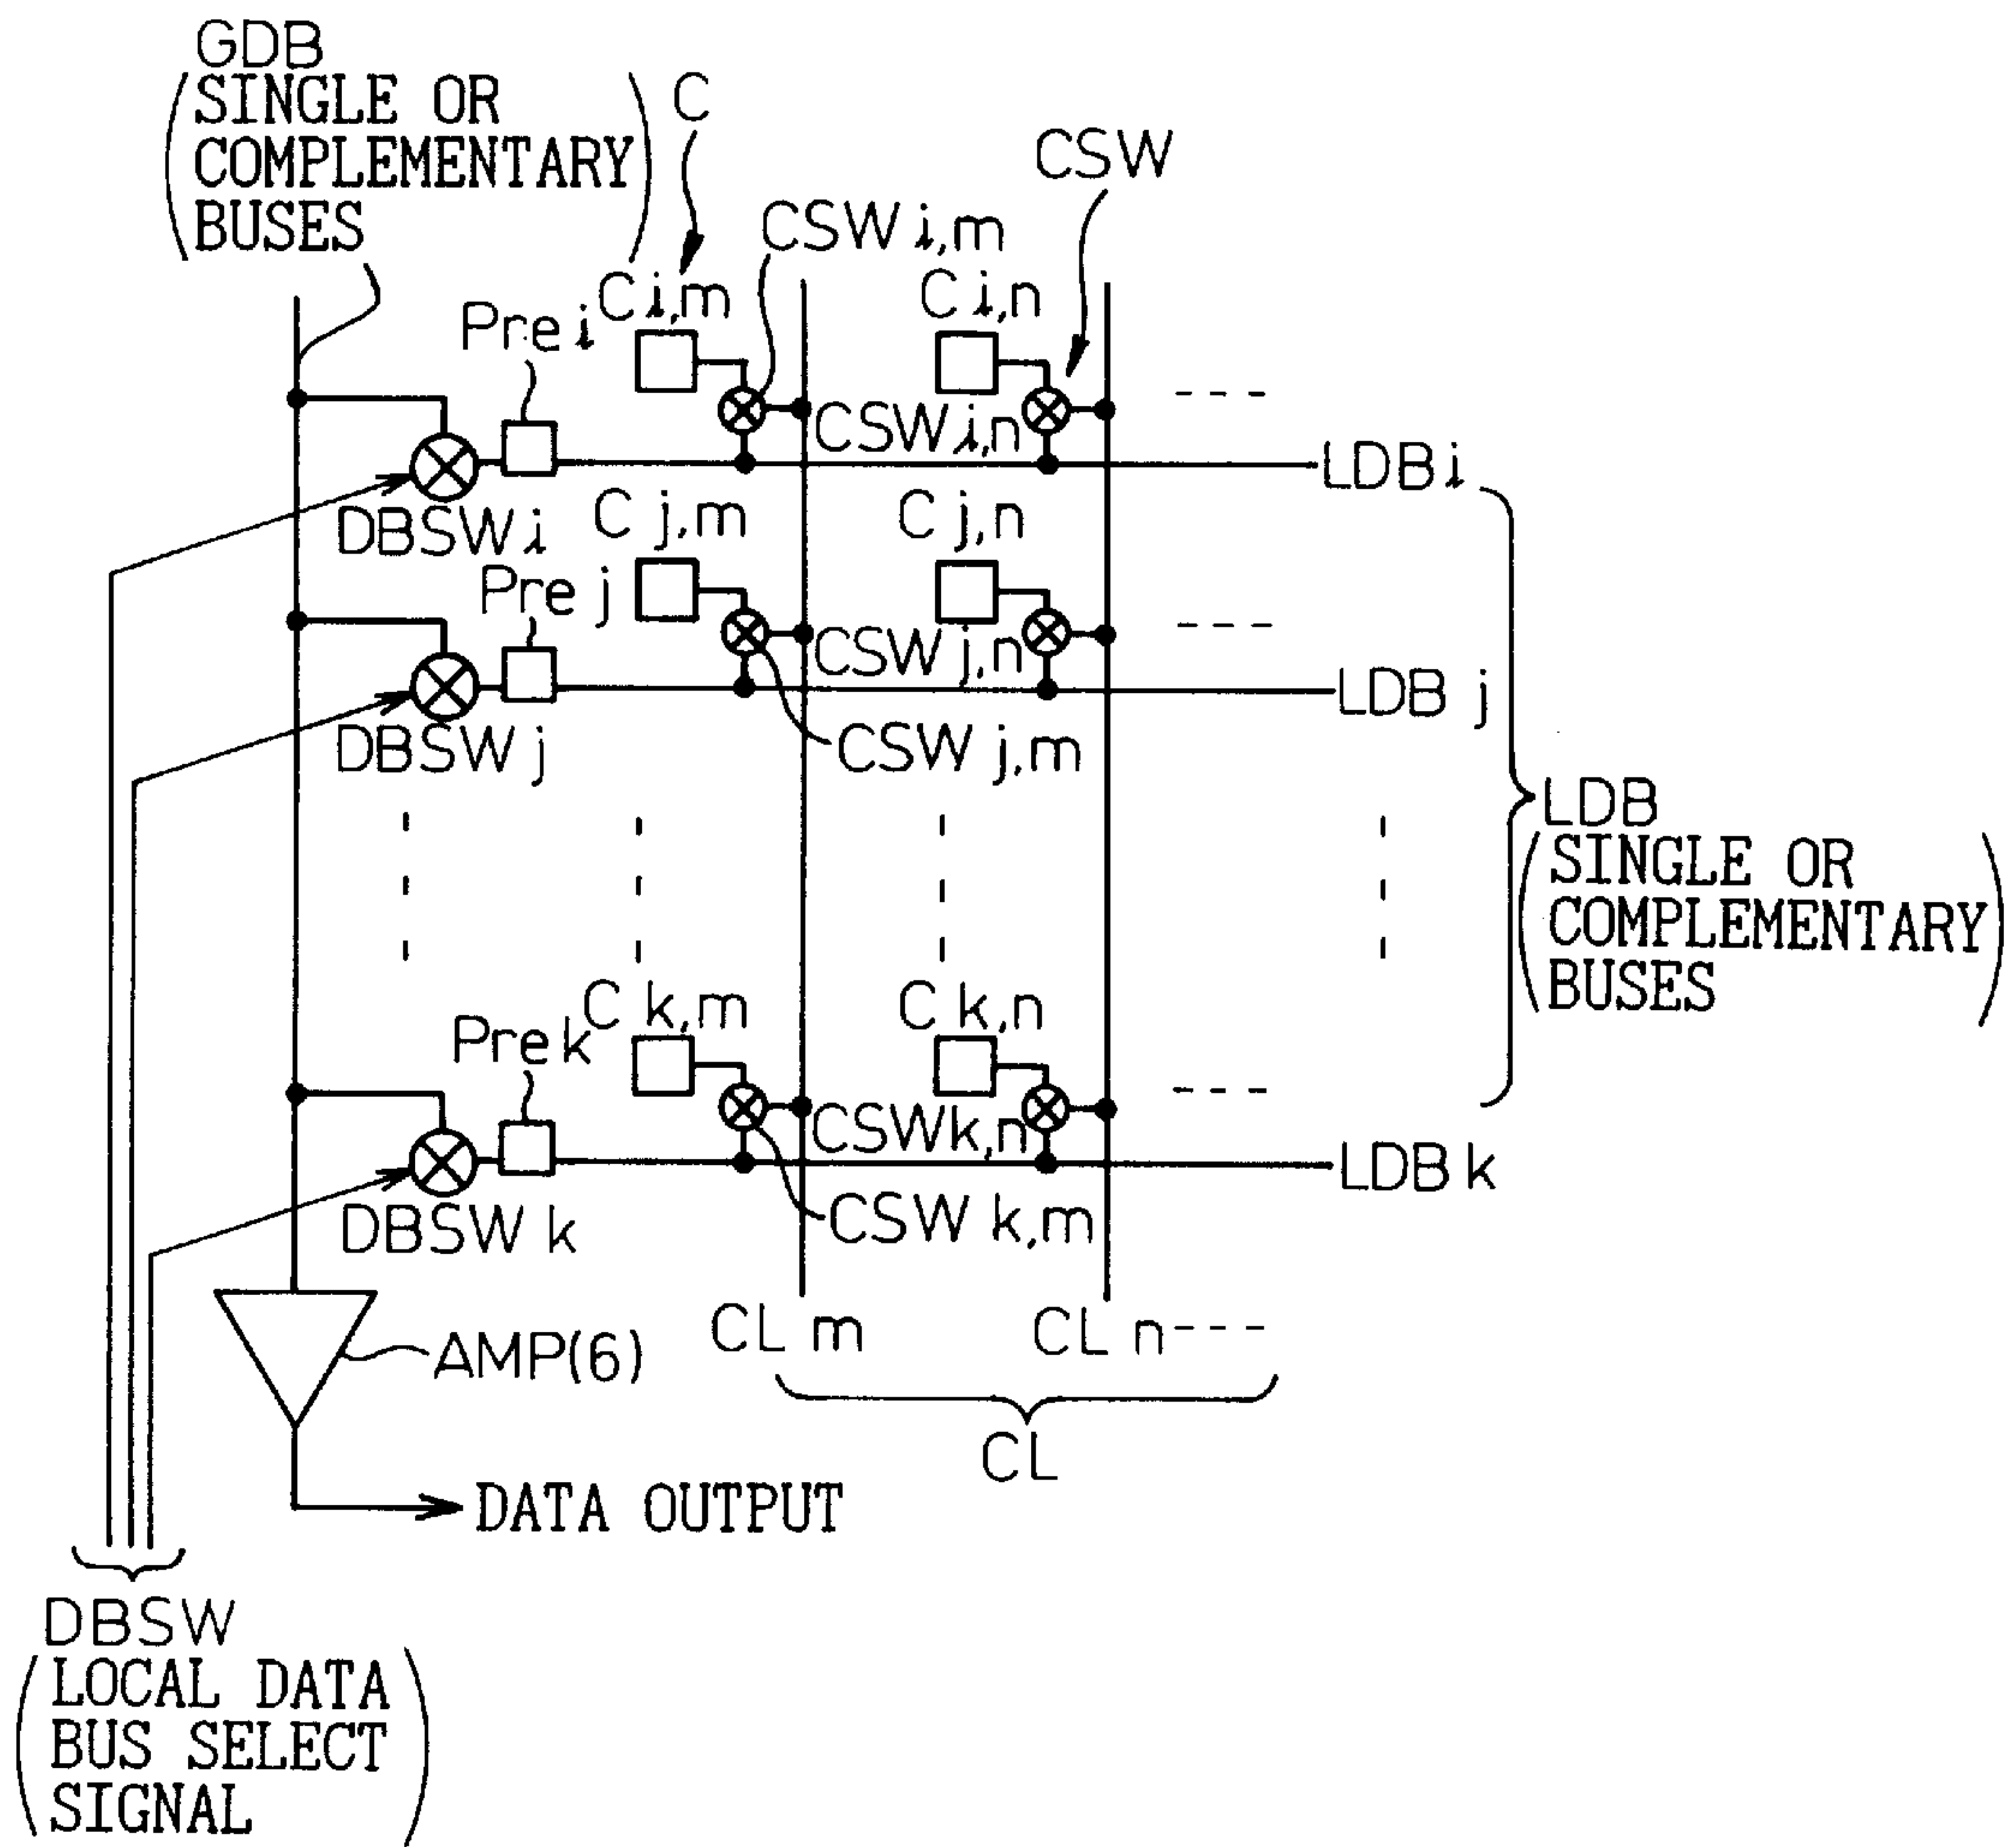 GDB
SINGLE OR
COMPLEMENTARY
BUSES
C
CSW
CSW i,m
C i,m
C i,n
Pre i
CSW i,n
LDB i
DBSW i
C j,m
C j,n
Pre j
CSW j,n
LDB j
DBSW j
CSW j,m
LDB
SINGLE OR
COMPLEMENTARY
BUSES
C k,m
C k,n
Pre k
CSW k,n
LDB k
DBSW k
CSW k,m
CL m
CL n---
AMP(6)
CL
DATA OUTPUT
DBSW
LOCAL DATA
BUS SELECT
SIGNAL